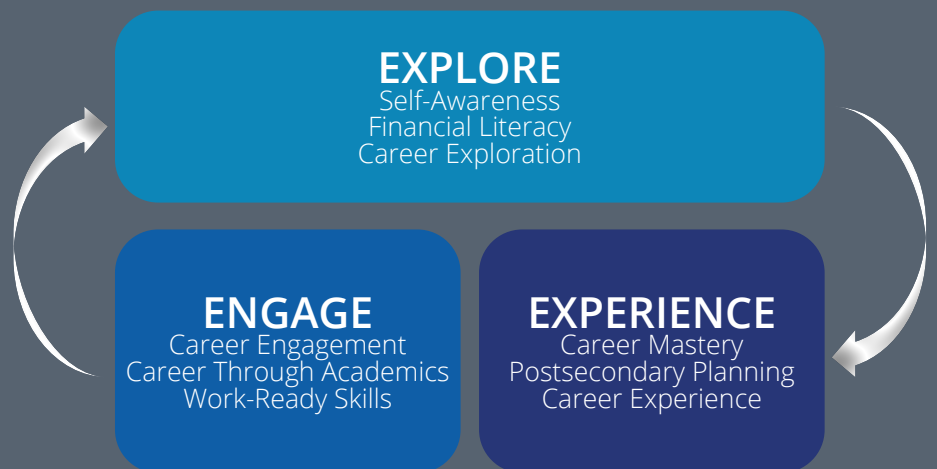 EXPLORE
Self-Awareness
Financial Literacy
Career Exploration
ENGAGE
Career Engagement
Career Through Academics
Work-Ready Skills
EXPERIENCE
Career Mastery
Postsecondary Planning
Career Experience